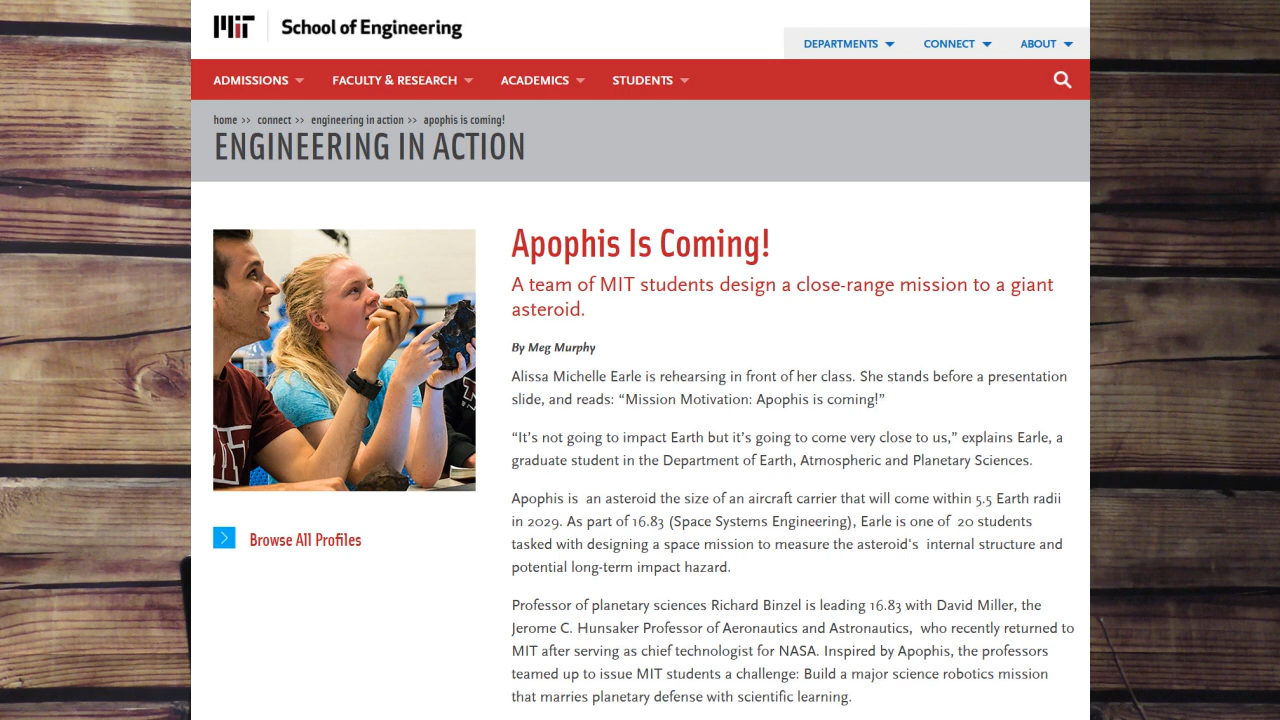 MIT School of Engineering
DEPARTMENTS CONNECT ABOUT
ADMISSIONS FACULTY & RESEARCH ACADEMICS STUDENTS
home >> connect >> engineering in action >> apophis is coming!
ENGINEERING IN ACTION
Apophis Is Coming!
A team of MIT students design a close-range mission to a giant
asteroid.
By Meg Murphy
Alissa Michelle Earle is rehearsing in front of her class. She stands before a presentation
slide, and reads: “Mission Motivation: Apophis is coming!”
“It’s not going to impact Earth but it’s going to come very close to us,” explains Earle, a
graduate student in the Department of Earth, Atmospheric and Planetary Sciences.
Apophis is an asteroid the size of an aircraft carrier that will come within 5.5 Earth radii
in 2029. As part of 16.83 (Space Systems Engineering), Earle is one of 20 students
tasked with designing a space mission to measure the asteroid's internal structure and
potential long-term impact hazard.
Professor of planetary sciences Richard Binzel is leading 16.83 with David Miller, the
Jerome C. Hunsaker Professor of Aeronautics and Astronautics, who recently returned to
MIT after serving as chief technologist for NASA. Inspired by Apophis, the professors
teamed up to issue MIT students a challenge: Build a major science robotics mission
that marries planetary defense with scientific learning.
Browse All Profiles